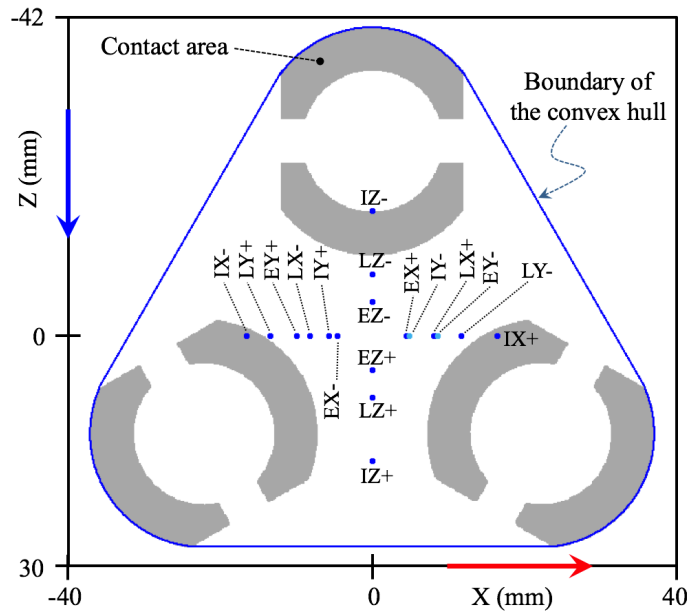 -42
Contact area
Boundary of
the convex hull
Z (mm)
IZ-
IX-
LY+
EY+
LX-
IY+
LZ-
EX+
IY-
LX+
EY-
LY-
EZ-
0
IX+
EZ+
EX-
LZ+
IZ+
30
-40
0
X (mm)
40